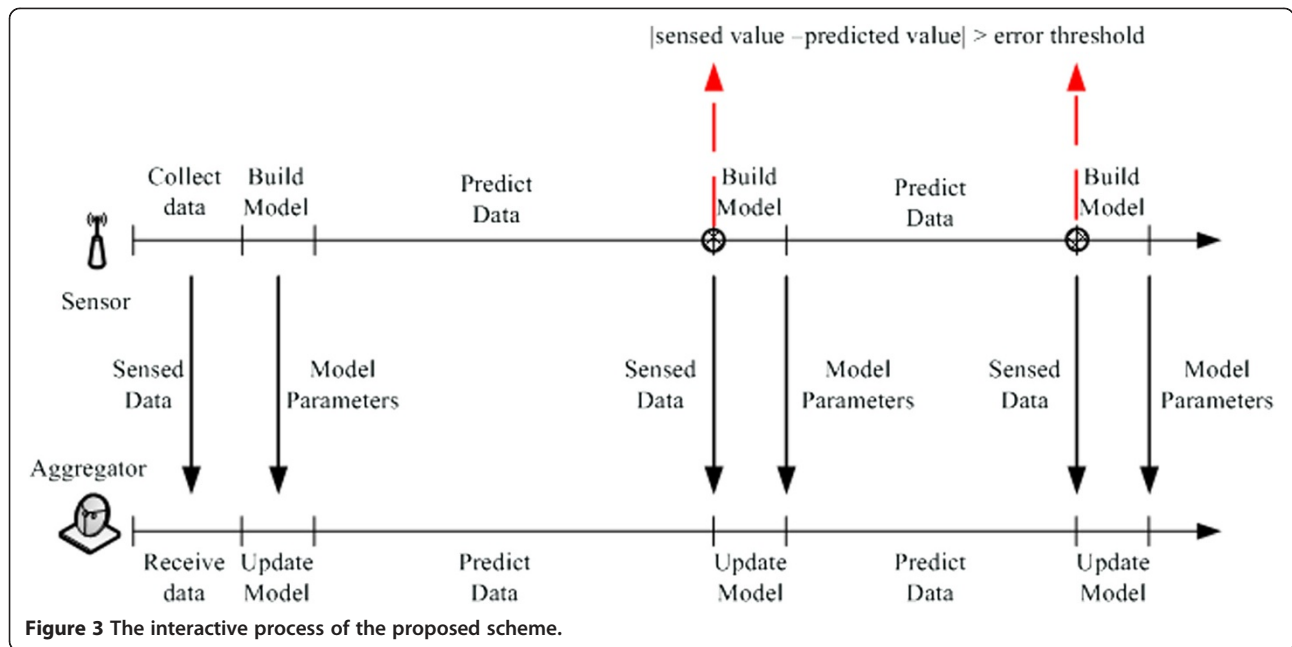 |sensed value –predicted value| > error threshold
Collect
data
Build
Model
Predict
Data
Build
Model
Predict
Data
Build
Model
Sensor
Sensed
Data
Model
Parameters
Sensed
Data
Model
Parameters
Sensed
Data
Model
Parameters
Aggregator
Receive
data
Update
Model
Predict
Data
Update
Model
Predict
Data
Update
Model
Figure 3 The interactive process of the proposed scheme.